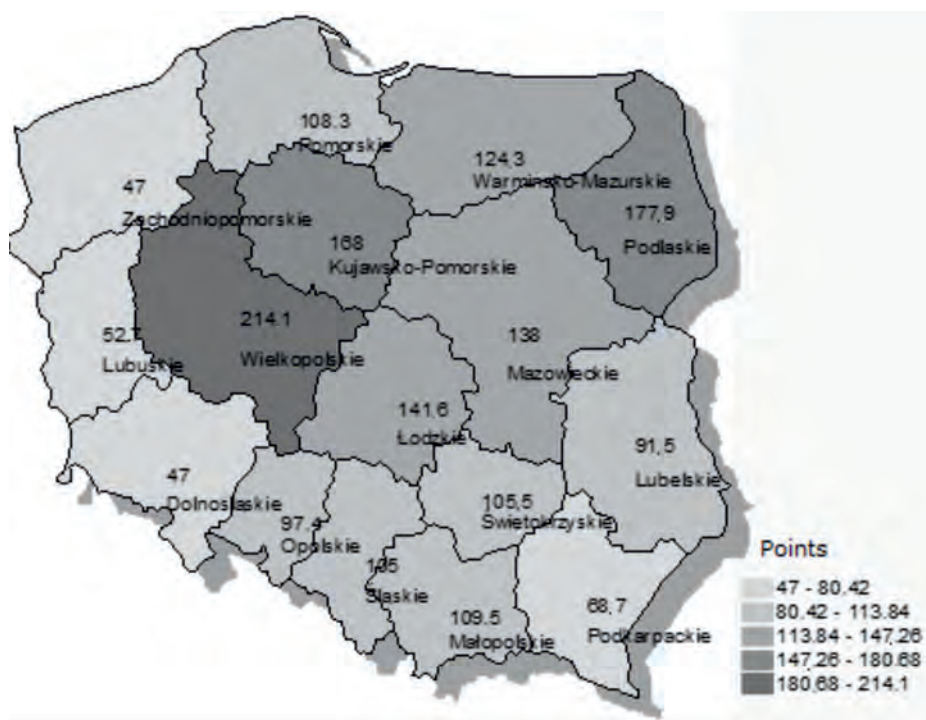 108.3
Pomorskie
124,3
Warminsko-Mazurskie
47
Zachodniopomorskie
177,9
Podlaskie
168
Kujawsko-Pomorskie
214.1
Wielkopolskie
52.7
Lubuskie
138
Mazowieckie
141.6
Łodzkie
91,5
Lubelskie
47
Dolnoslaskie
105,5
Swietokrzyskie
97.4
Opolskie
105
Slaskie
109.5
Małopolskie
68,7
Podkarpackie
Points
47 - 80.42
80.42 - 113.84
113.84 - 147.26
147.26 - 180.68
180.68 - 214.1